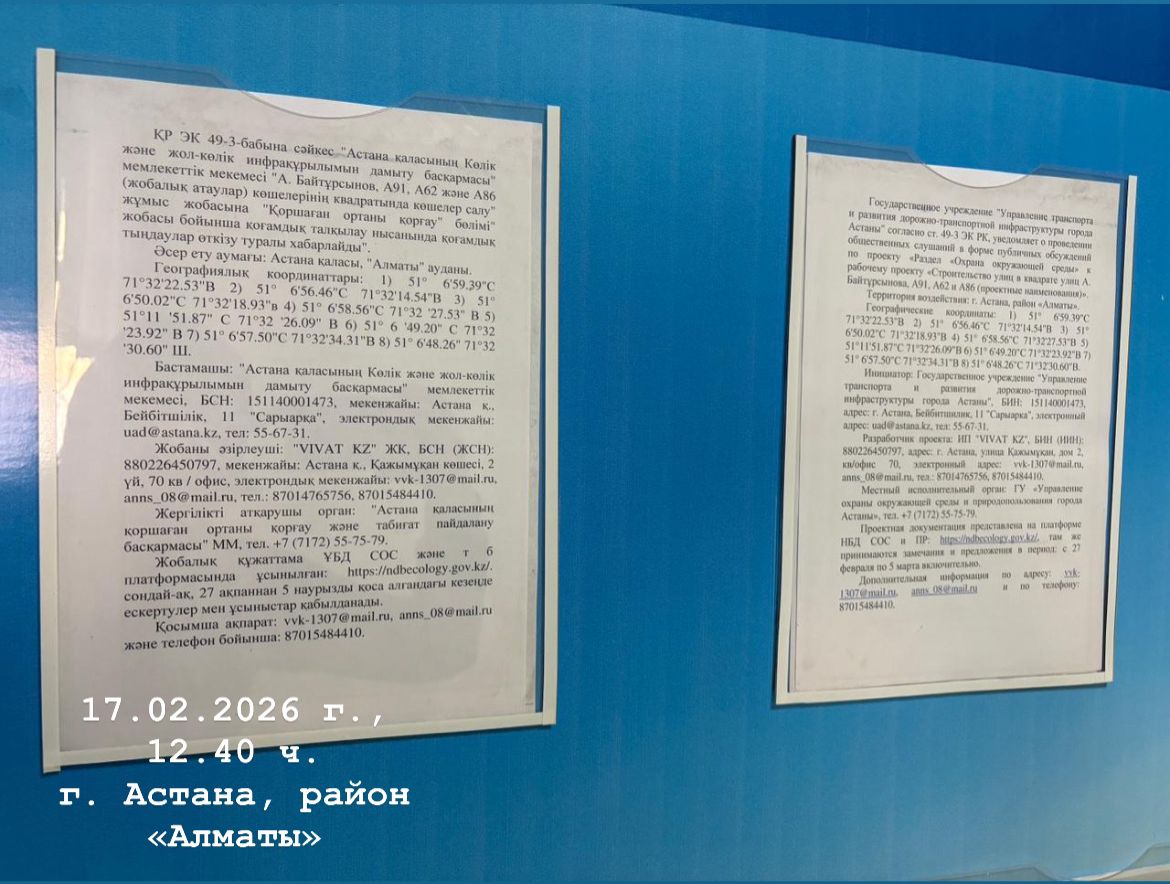 ҚР ЭК 49-3-бабына сәйкес "Астана қаласының Көлік
және жол-көлік инфрақұрылымын дамыту басқармасы"
мемлекеттік мекемесі "А. Байтұрсынов, А91, А62 және А86
(жобалық атаулар) көшелерінің квадратында көшелер салу"
жұмыс жобасына "Қоршаған ортаны қорғау" бөлімі"
жобасы бойынша қоғамдық талқылау нысанында қоғамдық
тыңдаулар өткізу туралы хабарлайды".
Әсер ету аумағы: Астана қаласы, "Алматы" ауданы.
Географиялық координаттары: 1) 51° 6'59.39"С
71°32'22.53"В 2) 51° 6'56.46"С 71°32'14.54"В 3) 51°
6'50.02"С 71°32'18.93"в 4) 51° 6'58.56"С 71°32 '27.53" В 5)
51°11 '51.87" С 71°32 '26.09" В 6) 51° 6 '49.20" С 71°32
'23.92" В 7) 51° 6'57.50"С 71°32'34.31"В 8) 51° 6'48.26" 71°32
'30.60" Ш.
Бастамашы: "Астана қаласының Көлік және жол-көлік
инфрақұрылымын дамыту басқармасы" мемлекеттік
мекемесі, БСН: 151140001473, мекенжайы: Астана қ.,
Бейбітшілік, 11 "Сарыарқа", электрондық мекенжайы:
uad@astana.kz, тел: 55-67-31.
Жобаны әзірлеуші: "VIVAT KZ" ЖК, БСН (ЖСН):
880226450797, мекенжайы: Астана қ., Қажымұқан көшесі, 2
үй, 70 кв / офис, электрондық мекенжайы: vvk-1307@mail.ru,
anns_08@mail.ru, тел.: 87014765756, 87015484410.
Жергілікті атқарушы орган: "Астана қаласының
қоршаған ортаны қорғау және табиғат пайдалану
басқармасы" ММ, тел. +7 (7172) 55-75-79.
Жобалық құжаттама ҰБД СОС және т б
платформасында ұсынылған: https://ndbecology.gov.kz/.
сондай-ақ, 27 ақпаннан 5 наурызды қоса алғандағы кезеңде
ескертулер мен ұсыныстар қабылданады.
Қосымша ақпарат: vvk-1307@mail.ru, anns_08@mail.ru
және телефон бойынша: 87015484410.
Государственное учреждение "Управление транспорта
и развития дорожно-транспортной инфраструктуры города
Астаны" согласно ст. 49-3 ЭК РК, уведомляет о проведении
общественных слушаний в форме публичных обсуждений
по проекту «Раздел «Охрана окружающей среды» к
рабочему проекту «Строительство улиц в квадрате улиц А.
Байтұрсынова, А91, А62 и А86 (проектные наименования)».
Территория воздействия: г. Астана, район «Алматы».
Географические координаты: 1) 51° 6'59.39"С
71°32'22.53"В 2) 51° 6'56.46"С 71°32'14.54"В 3) 51°
6'50.02"С 71°32'18.93"В 4) 51° 6'58.56"С 71°32'27.53"В 5)
51°11'51.87"С 71°32'26.09"В 6) 51° 6'49.20"С 71°32'23.92"В 7)
51° 6'57.50"С 71°32'34.31"В 8) 51° 6'48.26"С 71°32'30.60"В.
Инициатор: Государственное учреждение "Управление
транспорта и развития дорожно-транспортной
инфраструктуры города Астаны", БИН: 151140001473,
адрес: г. Астана, Бейбитшилик, 11 "Сарыарка", электронный
адрес: uad@astana.kz, тел: 55-67-31.
Разработчик проекта: ИП "VIVAT KZ", БИН (ИИН):
880226450797, адрес: г. Астана, улица Қажымұқан, дом 2,
кв/офис 70, электронный адрес: vvk-1307@mail.ru,
anns_08@mail.ru, тел.: 87014765756, 87015484410.
Местный исполнительный орган: ГУ «Управление
охраны окружающей среды и природопользования города
Астаны», тел. +7 (7172) 55-75-79.
Проектная документация представлена на платформе
НБД СОС и ПР: https://ndbecology.gov.kz/, там же
принимаются замечания и предложения в период: с 27
февраля по 5 марта включительно.
Дополнительная информация по адресу: vvk-
1307@mail.ru, anns_08@mail.ru и по телефону:
87015484410.
17.02.2026 г.,
12.40 ч.
г. Астана, район
«Алматы»